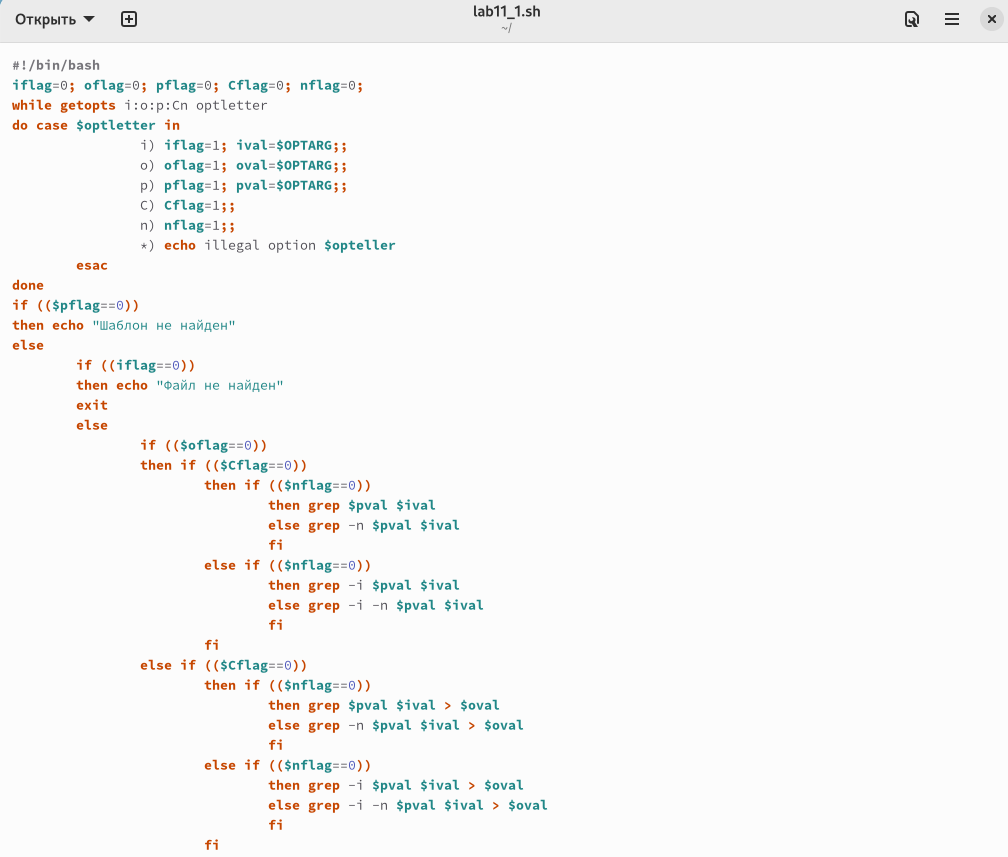 Открыть
lab11_1.sh
~/
#!/bin/bash
iflag=0; oflag=0; pflag=0; Cflag=0; nflag=0;
while getopts i:o:p:Cn optletter
do case $optletter in
                i) iflag=1; ival=$OPTARG;;
                o) oflag=1; oval=$OPTARG;;
                p) pflag=1; pval=$OPTARG;;
                C) Cflag=1;;
                n) nflag=1;;
                *) echo illegal option $opteller
        esac
done
if (($pflag==0))
then echo "Шаблон не найден"
else
        if ((iflag==0))
        then echo "Файл не найден"
        exit
        else
                if (($oflag==0))
                then if (($Cflag==0))
                        then if (($nflag==0))
                                then grep $pval $ival
                                else grep -n $pval $ival
                                fi
                        else if (($nflag==0))
                                then grep -i $pval $ival
                                else grep -i -n $pval $ival
                                fi
                        fi
                else if (($Cflag==0))
                        then if (($nflag==0))
                                then grep $pval $ival > $oval
                                else grep -n $pval $ival > $oval
                                fi
                        else if (($nflag==0))
                                then grep -i $pval $ival > $oval
                                else grep -i -n $pval $ival > $oval
                                fi
                        fi